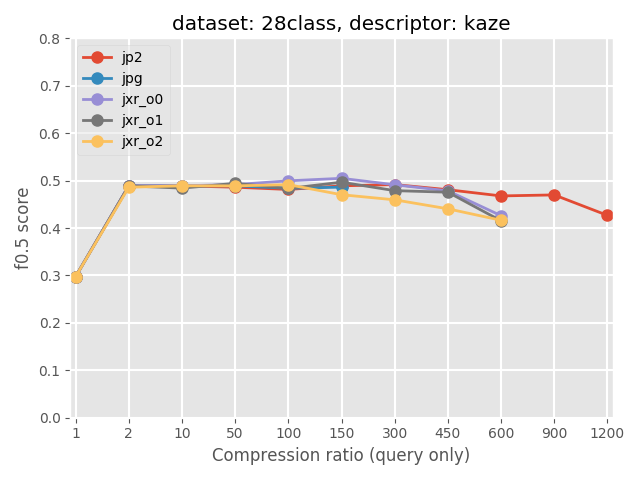 dataset: 28class, descriptor: kaze
0.8
0.7
0.6
0.5
0.4
0.3
0.2
0.1
0.0
f0.5 score
jp2
jpg
jxr_o0
jxr_o1
jxr_o2
1 2 10 50 100 150 300 450 600 900 1200
Compression ratio (query only)